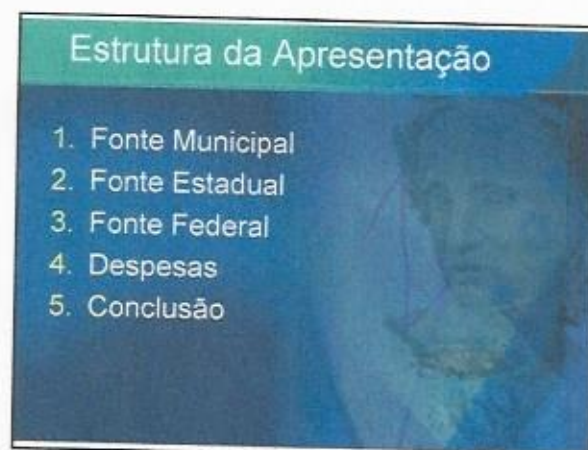 Estrutura da Apresentação
1. Fonte Municipal
2. Fonte Estadual
3. Fonte Federal
4. Despesas
5. Conclusão